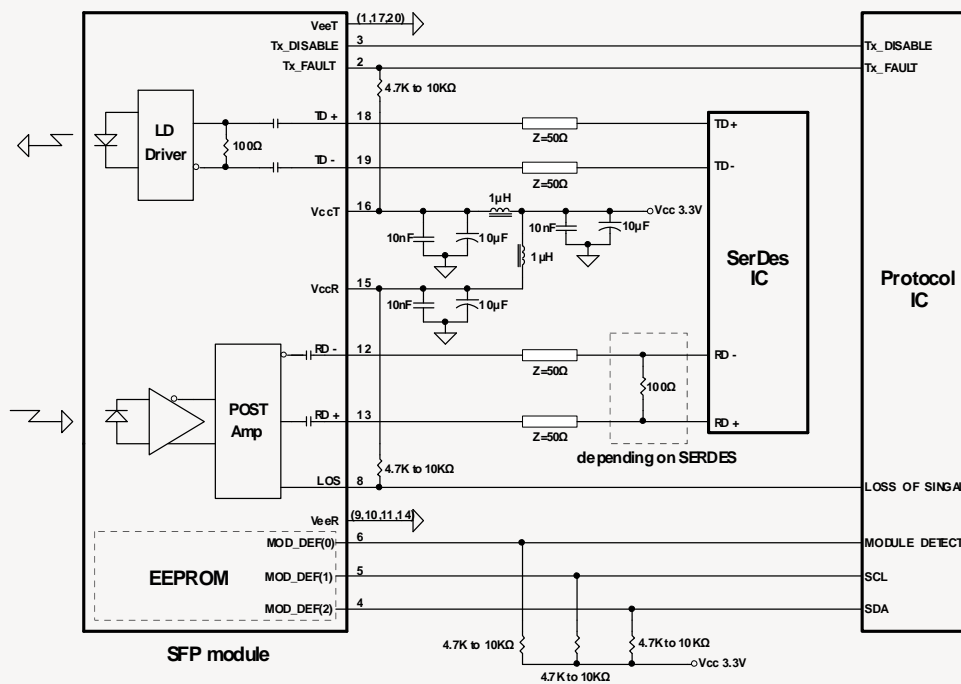 VeeT (1,17,20)
Tx_DISABLE 3 Tx_DISABLE
Tx_FAULT 2 Tx_FAULT
4.7K to 10KΩ
LD
Driver
100Ω
TD+ 18 Z=50Ω TD+
TD- 19 Z=50Ω TD-
VccT 16 1µH Vcc 3.3V
10nF 10µF 10nF 10µF
1µH
SerDes
IC
Protocol
IC
VccR 15
10nF 10µF
RD- 12 Z=50Ω RD-
100Ω
POST
Amp
RD+ 13 Z=50Ω RD+
depending on SERDES
4.7K to 10KΩ
LOS 8 LOSS OF SINGAL
VeeR (9,10,11,14)
MOD_DEF(0) 6 MODULE DETECT
EEPROM
MOD_DEF(1) 5 SCL
MOD_DEF(2) 4 SDA
4.7K to 10KΩ 4.7K to 10KΩ
Vcc 3.3V
4.7K to 10KΩ
SFP module